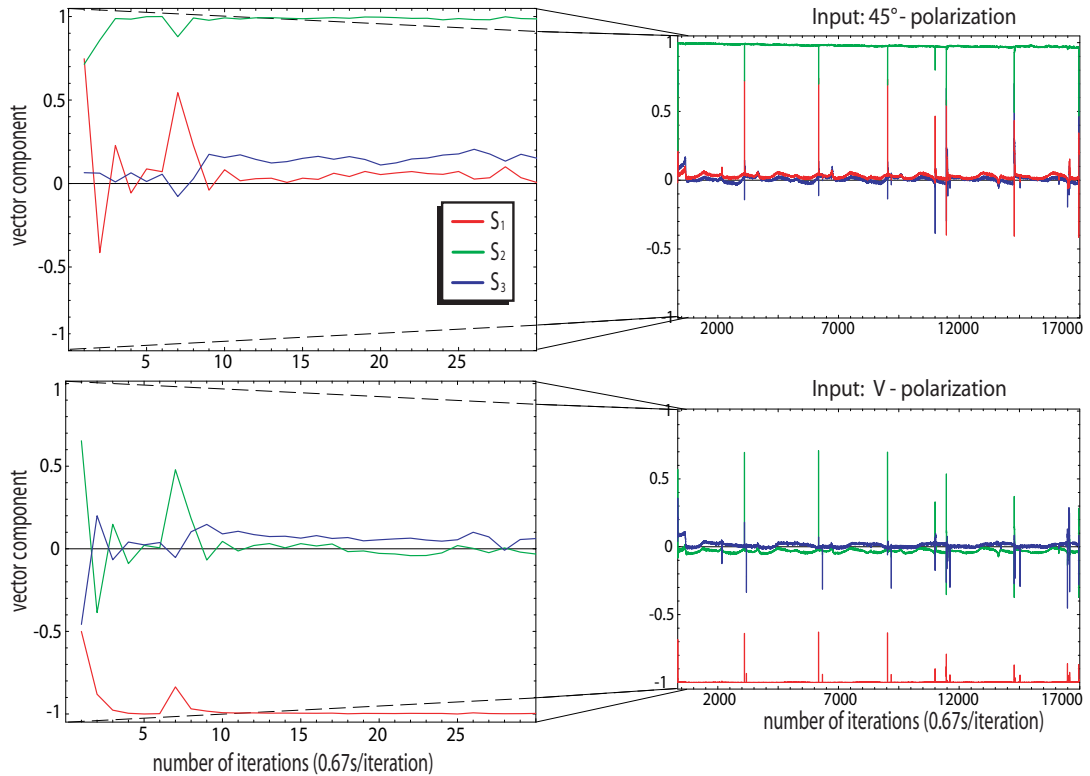 Input: 45°- polarization
1
0.5
0
-0.5
-1
vector component
S1
S2
S3
5 10 15 20 25
1
0.5
0
-0.5
-1
2000 7000 12000 17000
Input: V - polarization
1
0.5
0
-0.5
-1
vector component
5 10 15 20 25
number of iterations (0.67s/iteration)
1
0.5
0
-0.5
-1
2000 7000 12000 17000
number of iterations (0.67s/iteration)